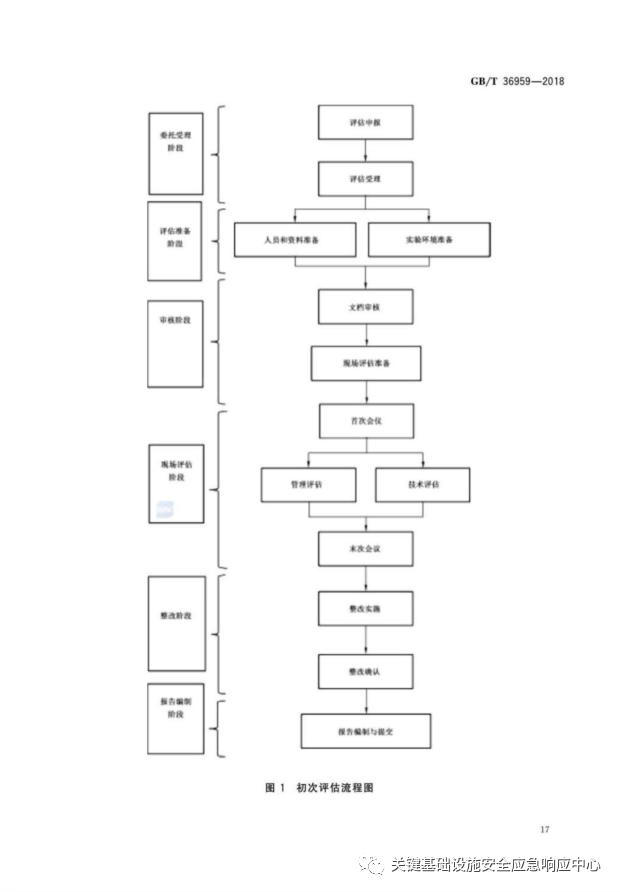 GB/T 36959—2018
委托受理
阶段
评估申报
评估受理
评估准备
阶段
人员和资料准备
实验环境准备
审核阶段
文档审核
现场评估准备
现场评估
阶段
首次会议
管理评估
技术评估
末次会议
整改阶段
整改实施
整改确认
报告编制
阶段
报告编制与提交
图 1 初次评估流程图
17
关键基础设施安全应急响应中心